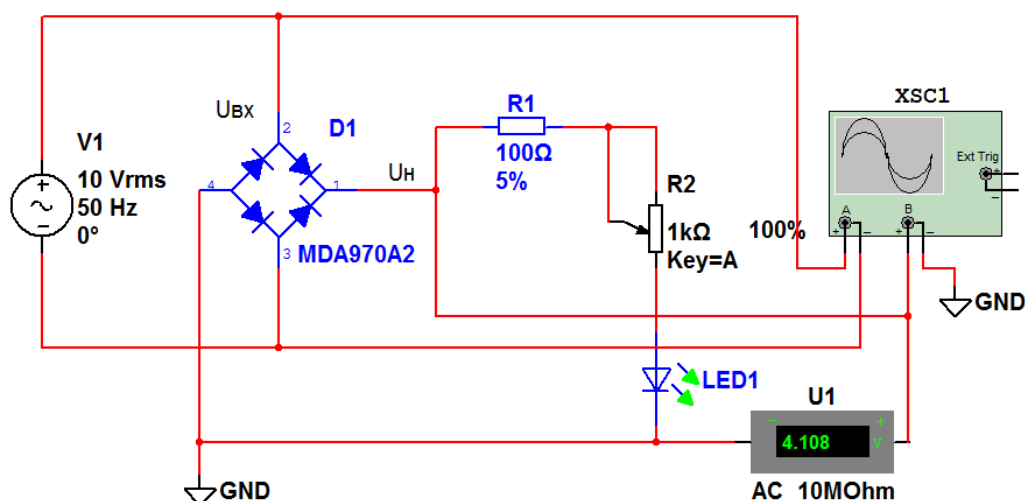 XSC1
Ext Trig
+
−
A
B
+
−
+
−
UBX
D1
R1
V1
+
−
10 Vrms
50 Hz
0°
2
4
1
3
UH
100Ω
5%
MDA970A2
R2
1kΩ
100%
Key=A
GND
LED1
U1
−
+
4.108
V
GND
AC 10MOhm